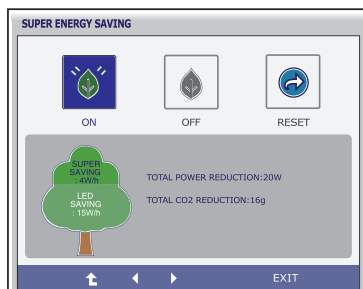 SUPER ENERGY SAVING
ON
OFF
RESET
SUPER
SAVING
: 4W/h
LED
SAVING
: 15W/h
TOTAL POWER REDUCTION:20W
TOTAL CO2 REDUCTION:16g
EXIT